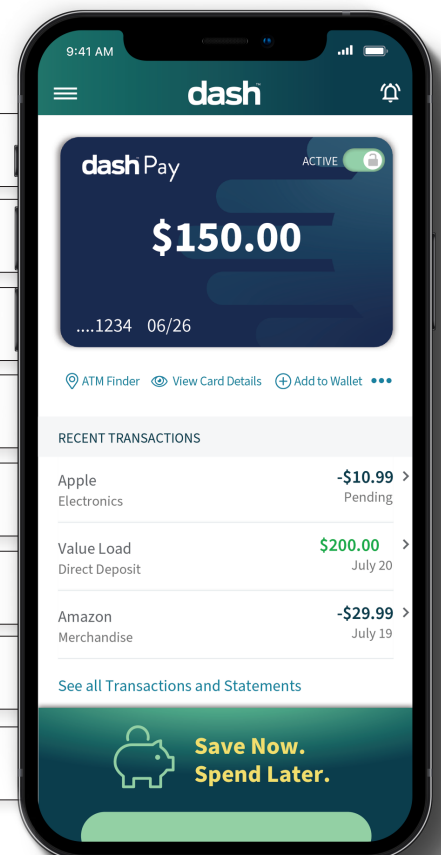 9:41 AM
dash
dash Pay
ACTIVE
$150.00
....1234 06/26
ATM Finder View Card Details Add to Wallet
RECENT TRANSACTIONS
Apple -$10.99
Electronics Pending
Value Load $200.00
Direct Deposit July 20
Amazon -$29.99
Merchandise July 19
See all Transactions and Statements
Save Now.
Spend Later.